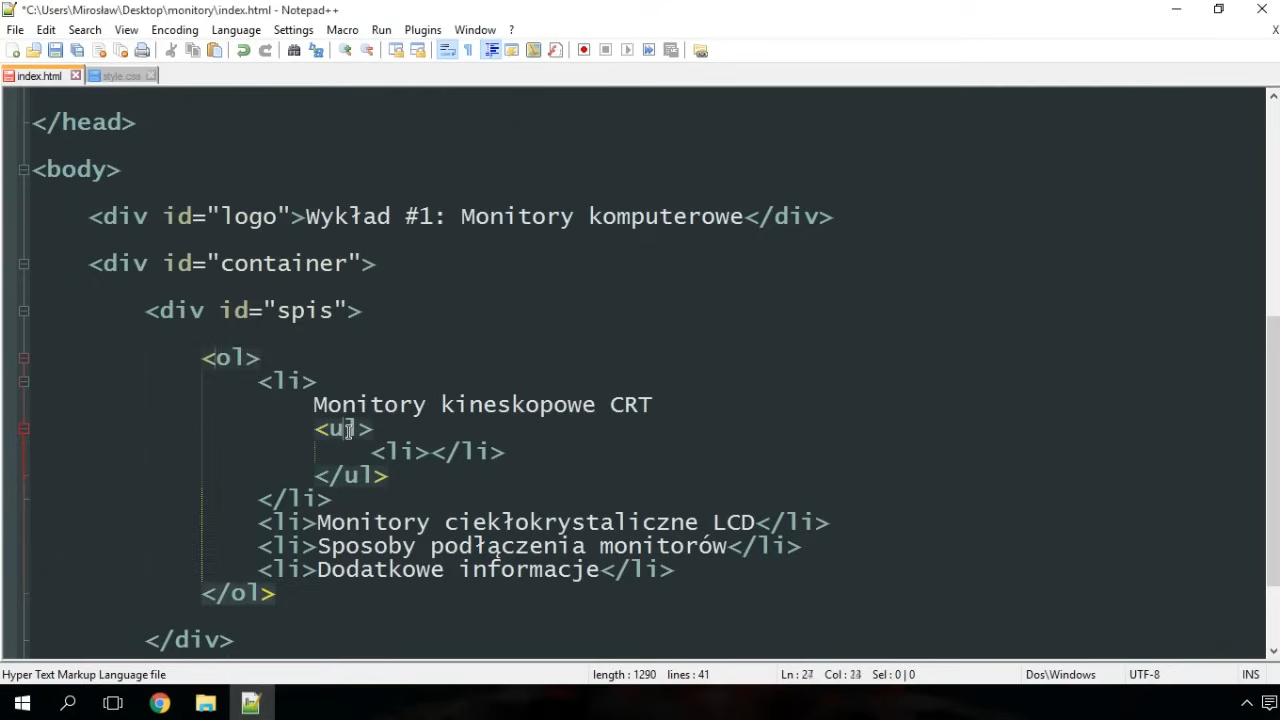 *C:\Users\Mirosław\Desktop\monitory\index.html - Notepad++
File Edit Search View Encoding Language Settings Macro Run Plugins Window ? X
index.html style.css
</head>
<body>
<div id="logo">Wykład #1: Monitory komputerowe</div>
<div id="container">
<div id="spis">
<ol>
<li>
Monitory kineskopowe CRT
<ul>
<li></li>
</ul>
</li>
<li>Monitory ciekłokrystaliczne LCD</li>
<li>Sposoby podłączenia monitorów</li>
<li>Dodatkowe informacje</li>
</ol>
</div>
Hyper Text Markup Language file length : 1290 lines : 41 Ln : 27 Col : Sel : 0 | 0 Dos\Windows UTF-8 INS